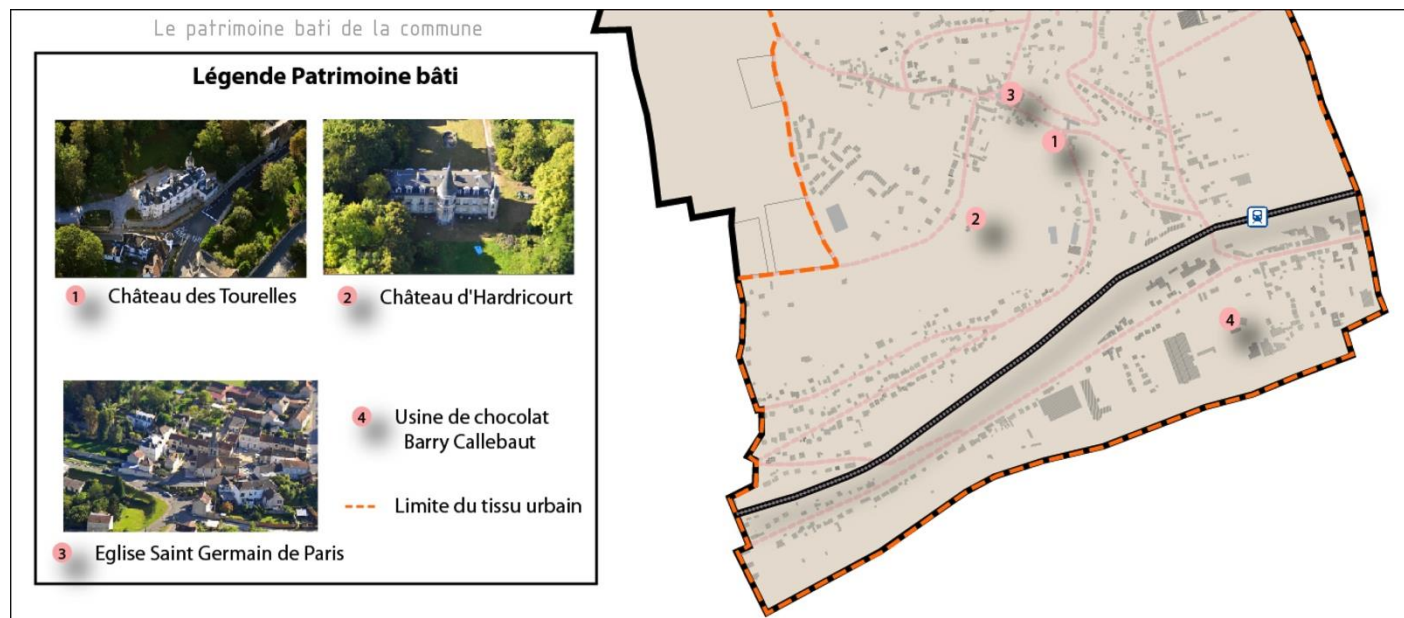 Le patrimoine bati de la commune
Légende Patrimoine bâti
1 Château des Tourelles
2 Château d'Hardricourt
3 Eglise Saint Germain de Paris
4 Usine de chocolat
Barry Callebaut
Limite du tissu urbain
3
1
2
4